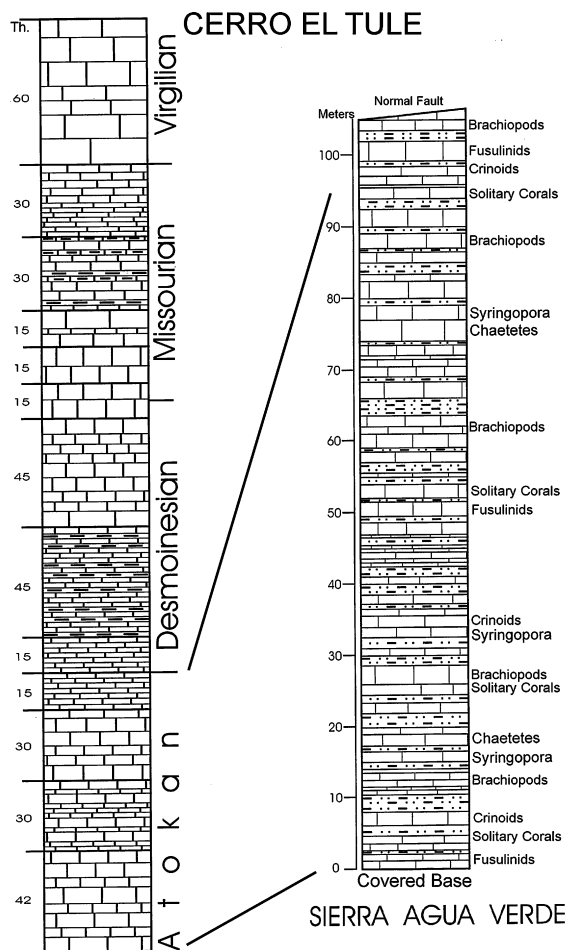 CERRO EL TULE
Th.
60
30
30
15
15
15
45
45
15
15
30
30
42
Virgilian
Missourian
Desmoinesian
Atokan
Normal Fault
Meters
100
90
80
70
60
50
40
30
20
10
0
Brachiopods
Fusulinids
Crinoids
Solitary Corals
Brachiopods
Syringopora
Chaetetes
Brachiopods
Solitary Corals
Fusulinids
Crinoids
Syringopora
Brachiopods
Solitary Corals
Chaetetes
Syringopora
Brachiopods
Crinoids
Solitary Corals
Fusulinids
Covered Base
SIERRA AGUA VERDE